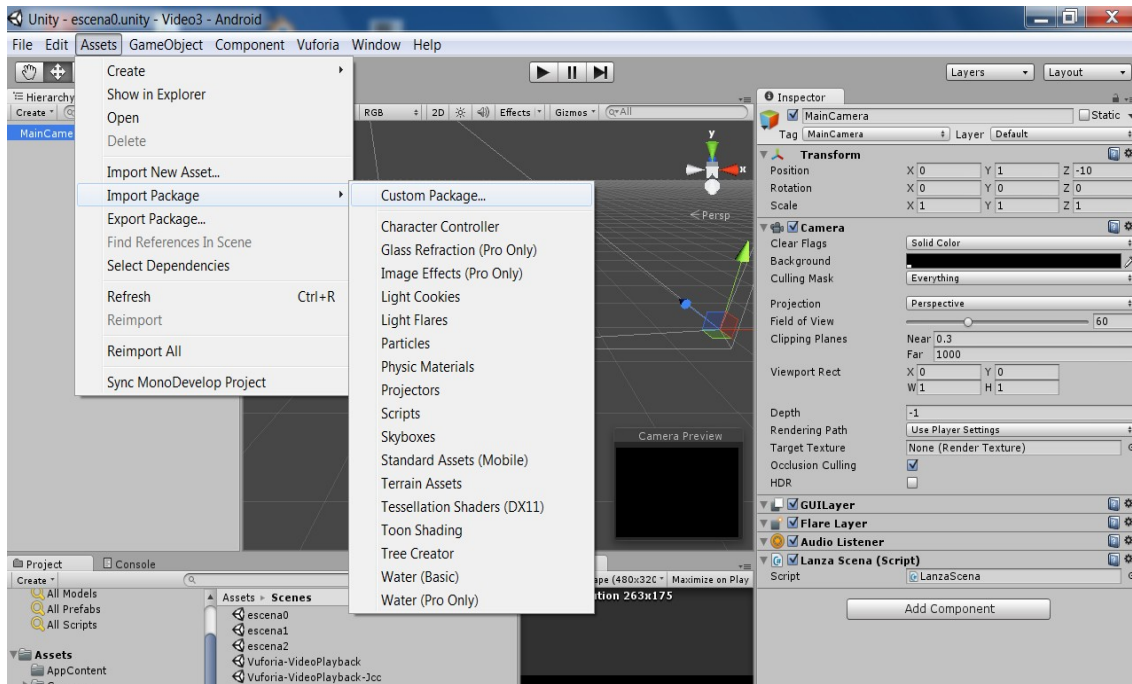 Unity - escena0.unity - Video3 - Android
File Edit Assets GameObject Component Vuforia Window Help
Create
Show in Explorer
Open
Delete
Import New Asset...
Import Package
Export Package...
Find References In Scene
Select Dependencies
Refresh Ctrl+R
Reimport
Reimport All
Sync MonoDevelop Project
Custom Package...
Character Controller
Glass Refraction (Pro Only)
Image Effects (Pro Only)
Light Cookies
Light Flares
Particles
Physic Materials
Projectors
Scripts
Skyboxes
Standard Assets (Mobile)
Terrain Assets
Tessellation Shaders (DX11)
Toon Shading
Tree Creator
Water (Basic)
Water (Pro Only)
Layers Layout
Hierarchy
Create
MainCame
RGB 2D Effects Gizmos All
y
x
Persp
Camera Preview
Inspector
MainCamera Static
Tag MainCamera Layer Default
Transform
Position X 0 Y 1 Z -10
Rotation X 0 Y 0 Z 0
Scale X 1 Y 1 Z 1
Camera
Clear Flags Solid Color
Background
Culling Mask Everything
Projection Perspective
Field of View 60
Clipping Planes Near 0.3
Far 1000
Viewport Rect X 0 Y 0
W 1 H 1
Depth -1
Rendering Path Use Player Settings
Target Texture None (Render Texture)
Occlusion Culling
HDR
GUILayer
Flare Layer
Audio Listener
Lanza Scena (Script)
Script LanzaScena
Add Component
Project Console
Create
All Models
All Prefabs
All Scripts
Assets
AppContent
Assets Scenes
escena0
escena1
escena2
Vuforia-VideoPlayback
Vuforia-VideoPlayback-Jcc
ape (480x320 Maximize on Play
ution 263x175